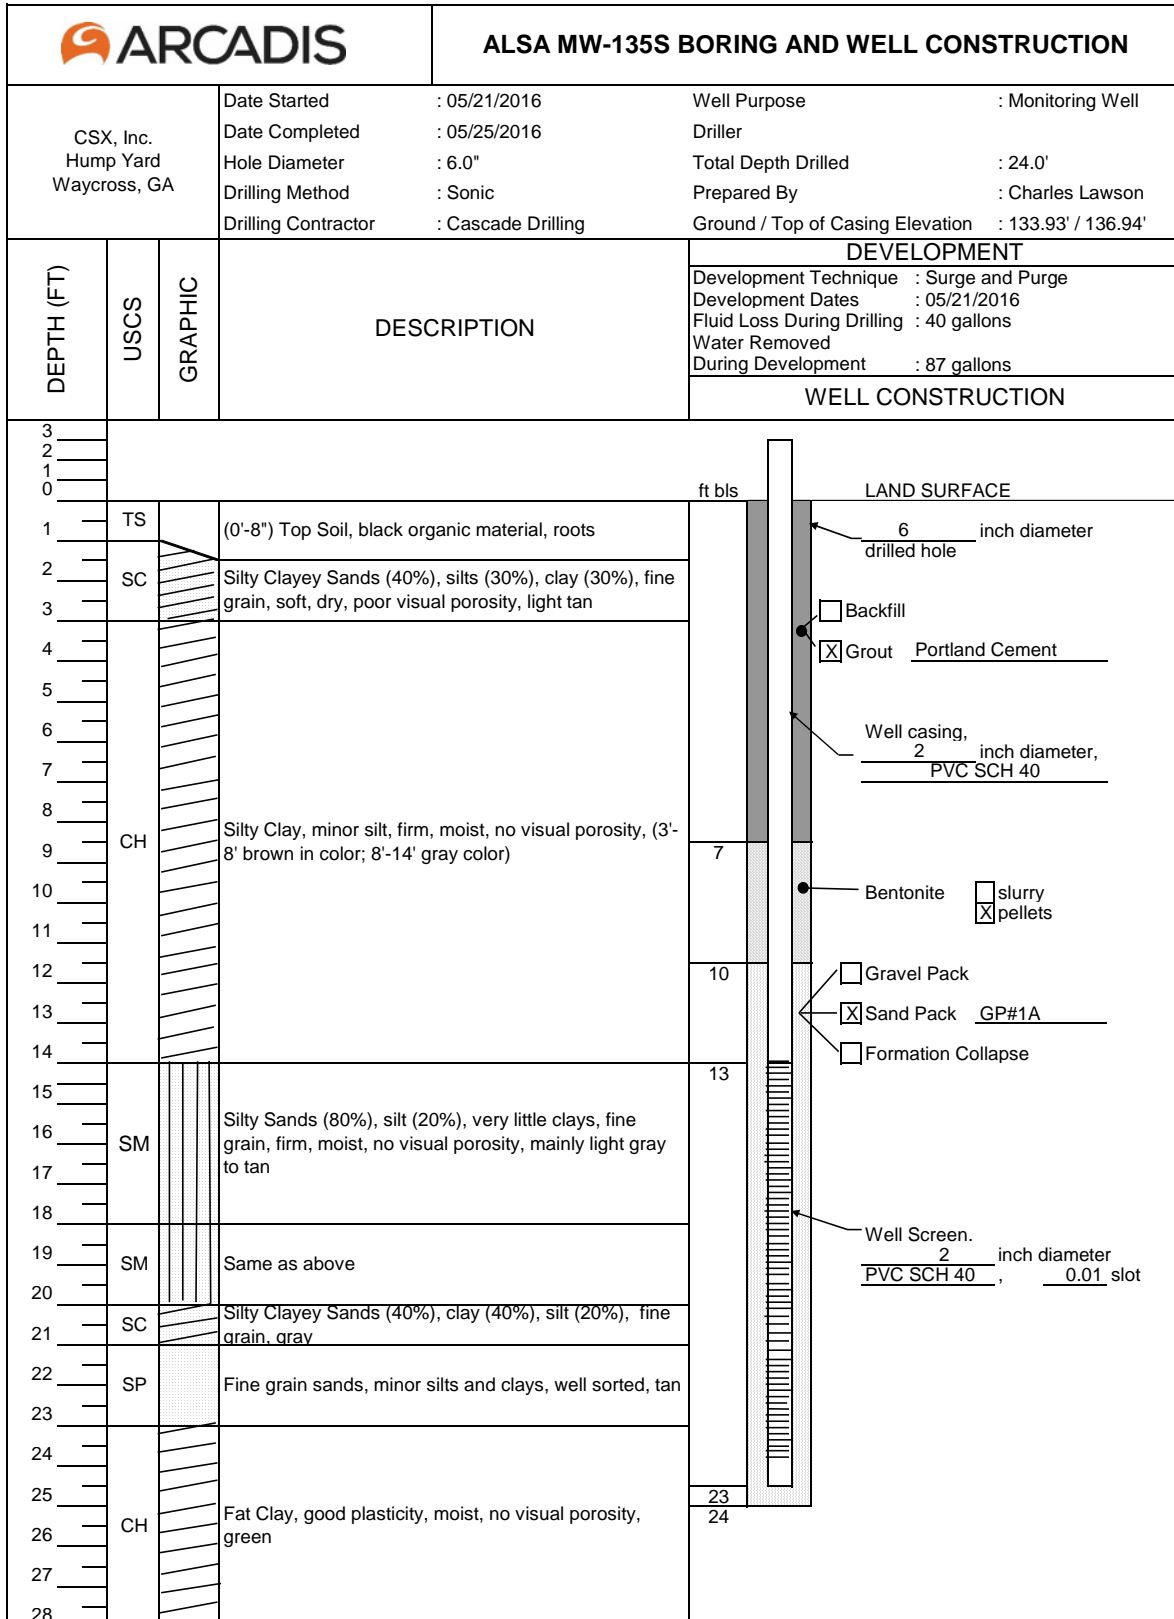 ARCADIS
ALSA MW-135S BORING AND WELL CONSTRUCTION
CSX, Inc.
Hump Yard
Waycross, GA
Date Started : 05/21/2016
Date Completed : 05/25/2016
Hole Diameter : 6.0"
Drilling Method : Sonic
Drilling Contractor : Cascade Drilling
Well Purpose : Monitoring Well
Driller
Total Depth Drilled : 24.0'
Prepared By : Charles Lawson
Ground / Top of Casing Elevation : 133.93' / 136.94'
DEPTH (FT)
USCS
GRAPHIC
DESCRIPTION
DEVELOPMENT
Development Technique : Surge and Purge
Development Dates : 05/21/2016
Fluid Loss During Drilling : 40 gallons
Water Removed
During Development : 87 gallons
WELL CONSTRUCTION
3
2
1
0
ft bls
LAND SURFACE
1
TS
(0'-8") Top Soil, black organic material, roots
6 inch diameter
drilled hole
2
SC
Silty Clayey Sands (40%), silts (30%), clay (30%), fine
grain, soft, dry, poor visual porosity, light tan
3
Backfill
4
X Grout Portland Cement
5
6
Well casing,
2 inch diameter,
PVC SCH 40
7
8
CH
Silty Clay, minor silt, firm, moist, no visual porosity, (3'-
8' brown in color; 8'-14' gray color)
9
7
10
Bentonite
slurry
X pellets
11
12
10
Gravel Pack
13
X Sand Pack GP#1A
14
Formation Collapse
13
15
16
SM
Silty Sands (80%), silt (20%), very little clays, fine
grain, firm, moist, no visual porosity, mainly light gray
to tan
17
18
19
SM
Same as above
Well Screen.
2 inch diameter
PVC SCH 40 , 0.01 slot
20
21
SC
Silty Clayey Sands (40%), clay (40%), silt (20%), fine
grain, gray
22
SP
Fine grain sands, minor silts and clays, well sorted, tan
23
24
25
23
24
CH
Fat Clay, good plasticity, moist, no visual porosity,
green
26
27
28